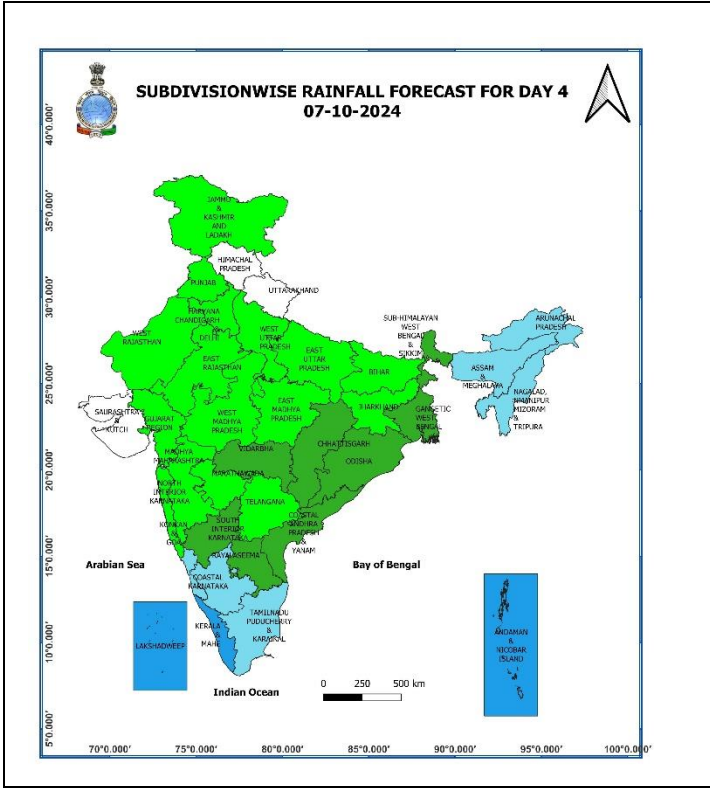 SUBDIVISIONWISE RAINFALL FORECAST FOR DAY 4
07-10-2024
40°0.000'
35°0.000'
30°0.000'
25°0.000'
20°0.000'
15°0.000'
10°0.000'
5°0.000'
JAMMU
&
KASHMIR
AND
LADAKH
HIMACHAL
PRADESH
PUNJAB
UTTARAKHAND
HARYANA
CHANDIGARH
&
DELHI
WEST
RAJASTHAN
WEST
UTTAR
PRADESH
EAST
UTTAR
PRADESH
EAST
RAJASTHAN
SUB-HIMALAYAN
WEST
BENGAL
&
SIKKIM
ARUNACHAL
PRADESH
ASSAM
&
MEGHALAYA
NAGALAD,
MANIPUR
MIZORAM
&
TRIPURA
BIHAR
JHARKHAND
GANGETIC
WEST
BENGAL
SAURASHTRA
&
KUTCH
GUJARAT
REGION
WEST
MADHYA
PRADESH
EAST
MADHYA
PRADESH
CHHATTISGARH
ODISHA
VIDARBHA
MADHYA
MAHARASHTRA
MARATHAWADA
NORTH
INTERIOR
KARNATAKA
TELANGANA
KONKAN
&
GOA
SOUTH
INTERIOR
KARNATAKA
COASTAL
ANDHRA
PRADESH
&
YANAM
RAYALASEEMA
Arabian Sea
Bay of Bengal
COASTAL
KARNATAKA
TAMILNADU
PUDUCHERRY
&
KARAIKAL
KERALA
&
MAHE
LAKSHADWEEP
ANDAMAN
&
NICOBAR
ISLAND
Indian Ocean
0 250 500 km
70°0.000' 75°0.000' 80°0.000' 85°0.000' 90°0.000' 95°0.000' 100°0.000'